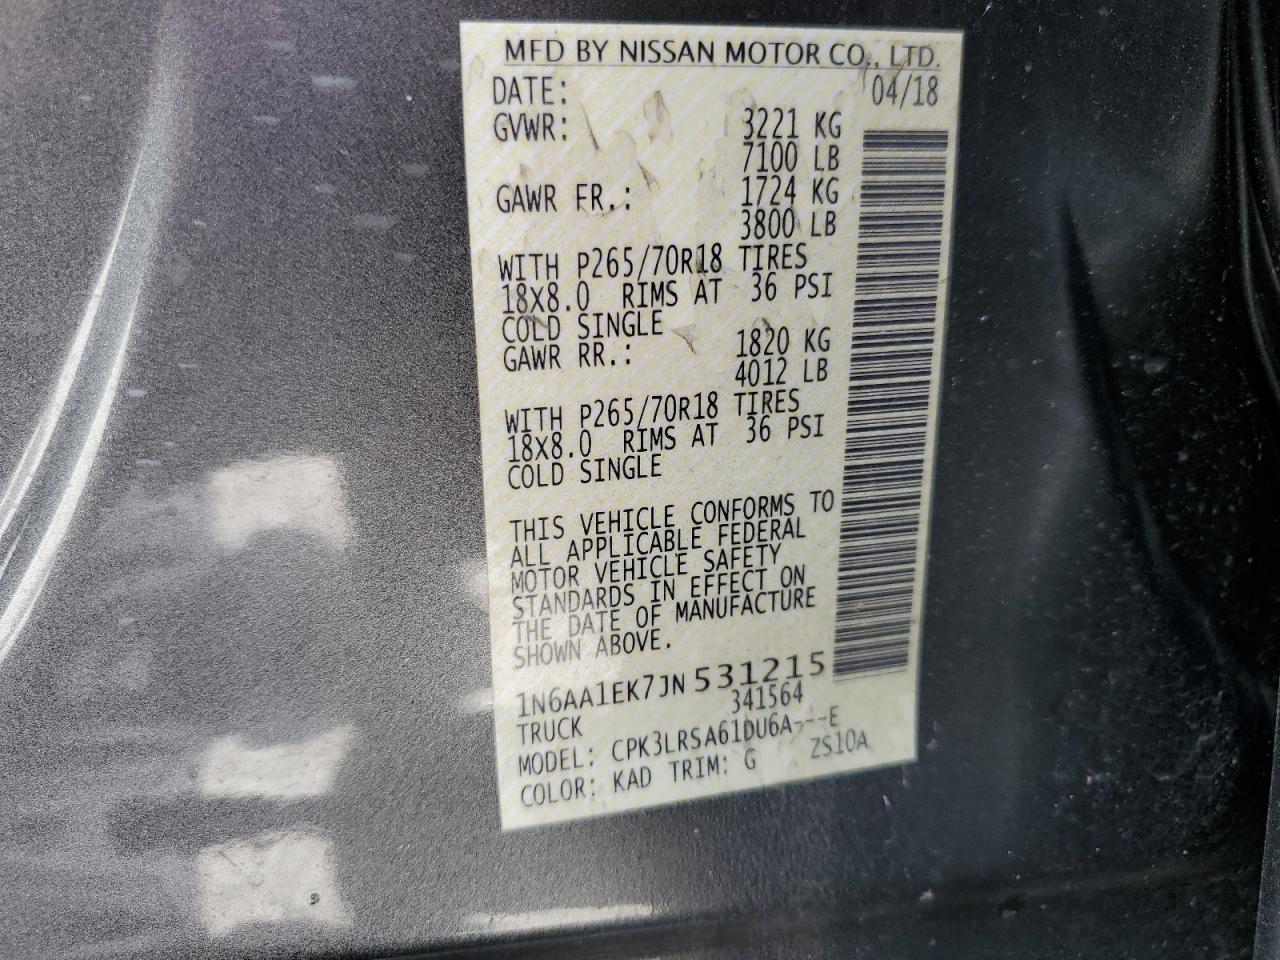 MFD BY NISSAN MOTOR CO., LTD.
DATE: 04/18
GVWR: 3221 KG
7100 LB
GAWR FR.: 1724 KG
3800 LB
WITH P265/70R18 TIRES
18X8.0 RIMS AT 36 PSI
COLD SINGLE
GAWR RR.: 1820 KG
4012 LB
WITH P265/70R18 TIRES
18X8.0 RIMS AT 36 PSI
COLD SINGLE
THIS VEHICLE CONFORMS TO
ALL APPLICABLE FEDERAL
MOTOR VEHICLE SAFETY
STANDARDS IN EFFECT ON
THE DATE OF MANUFACTURE
SHOWN ABOVE.
1N6AA1EK7JN531215
TRUCK 341564
MODEL: CPK3LRSA61DU6A---E
COLOR: KAD TRIM: G ZS10A